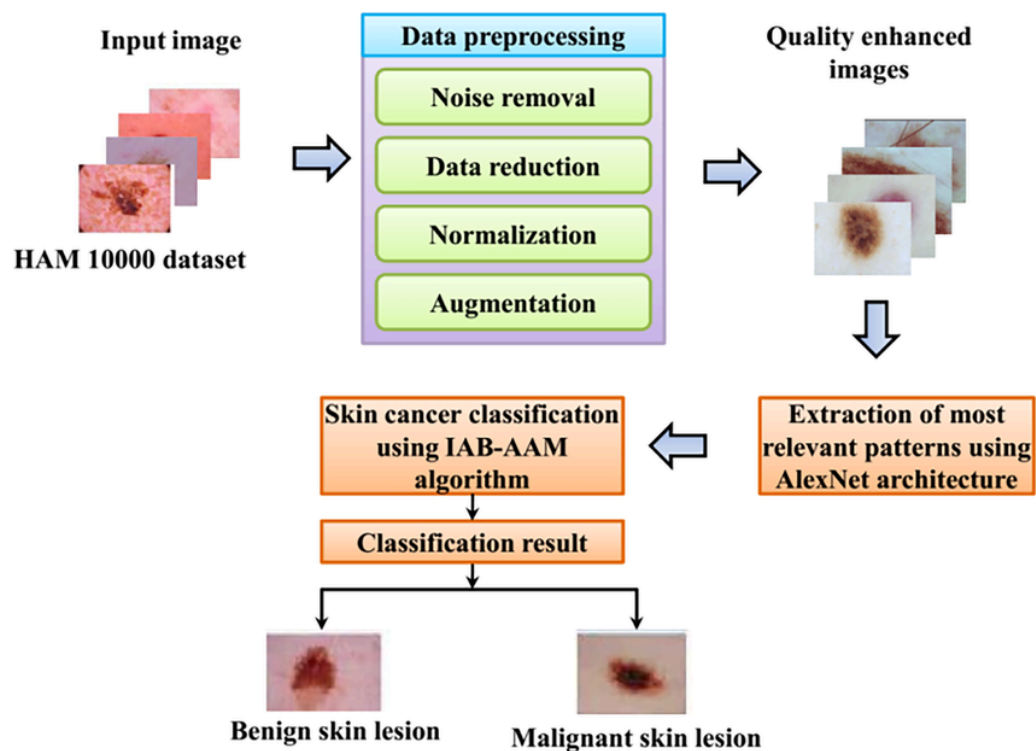 Input image
HAM 10000 dataset
Data preprocessing
Noise removal
Data reduction
Normalization
Augmentation
Quality enhanced
images
Extraction of most
relevant patterns using
AlexNet architecture
Skin cancer classification
using IAB-AAM
algorithm
Classification result
Benign skin lesion
Malignant skin lesion